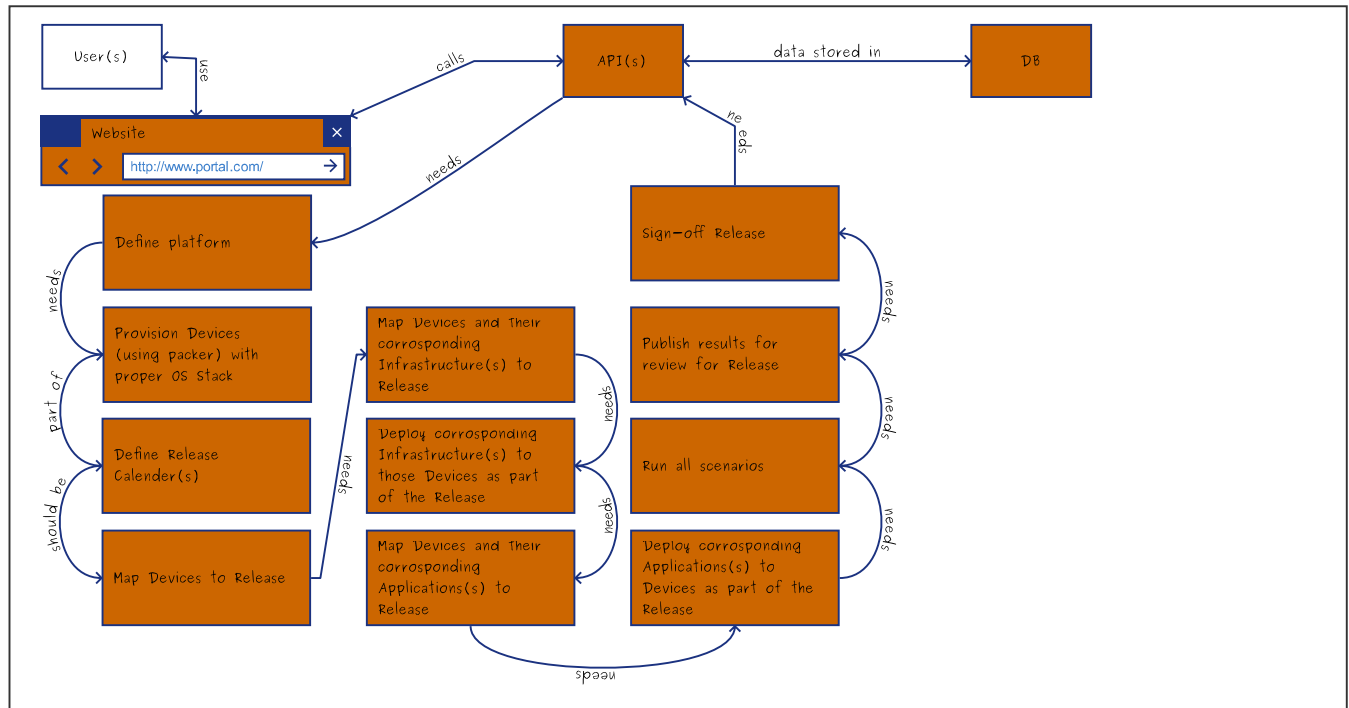 User(s)
use
Website
http://www.portal.com/
calls
API(s)
data stored in
DB
needs
needs
Define platform
needs
Provision Devices
(using packer) with
proper OS Stack
part of
Define Release
Calender(s)
should be
Map Devices to Release
needs
Map Devices and Their
corrosponding
Infrastructure(s) to
Release
needs
Deploy corrosponding
Infrastructure(s) to
those Devices as part
of the Release
needs
Map Devices and Their
corrosponding
Applications(s) to
Release
needs
Sign-off Release
needs
Publish results for
review for Release
needs
Run all scenarios
needs
Deploy corrosponding
Applications(s) to
Devices as part of the
Release